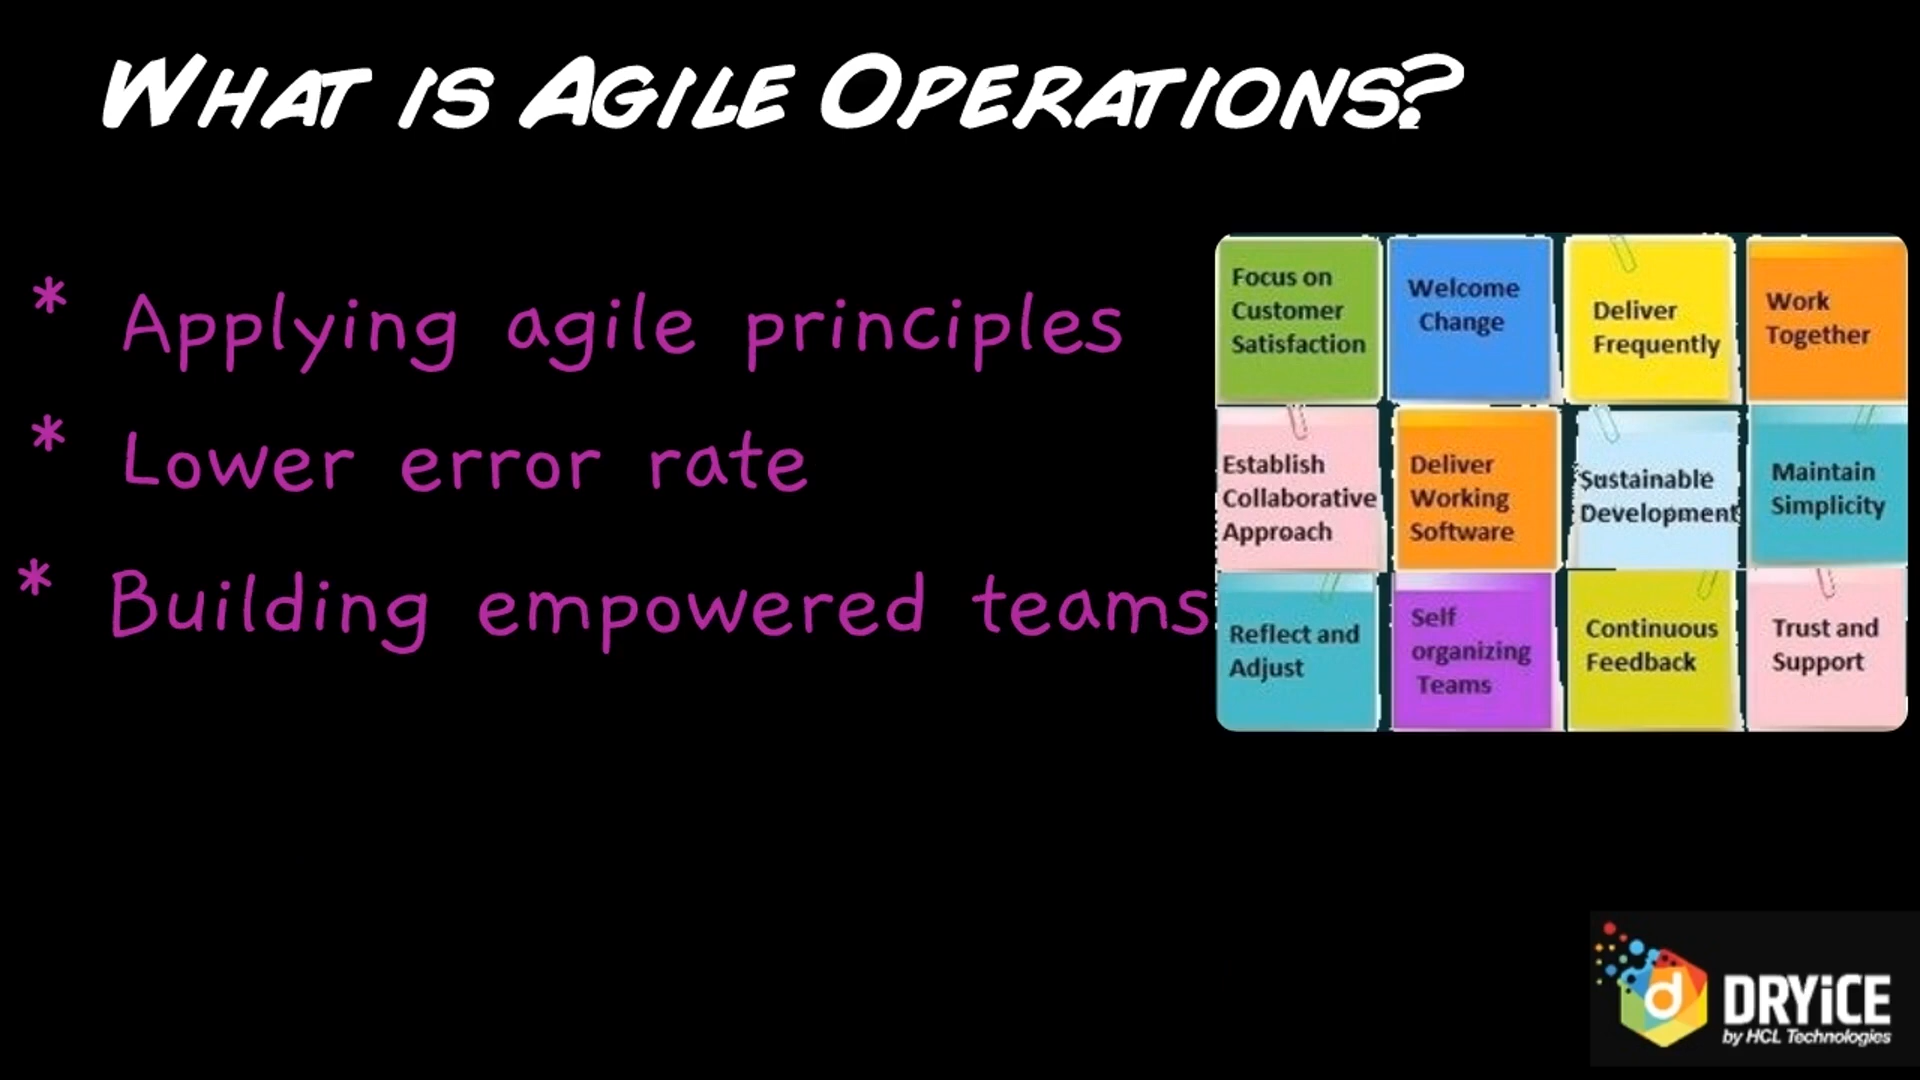 WHAT IS AGILE OPERATIONS?
* Applying agile principles
* Lower error rate
* Building empowered teams
Focus on
Customer
Satisfaction
Welcome
Change
Deliver
Frequently
Work
Together
Establish
Collaborative
Approach
Deliver
Working
Software
Sustainable
Development
Maintain
Simplicity
Reflect and
Adjust
Self
organizing
Teams
Continuous
Feedback
Trust and
Support
d
DRYiCE
by HCL Technologies